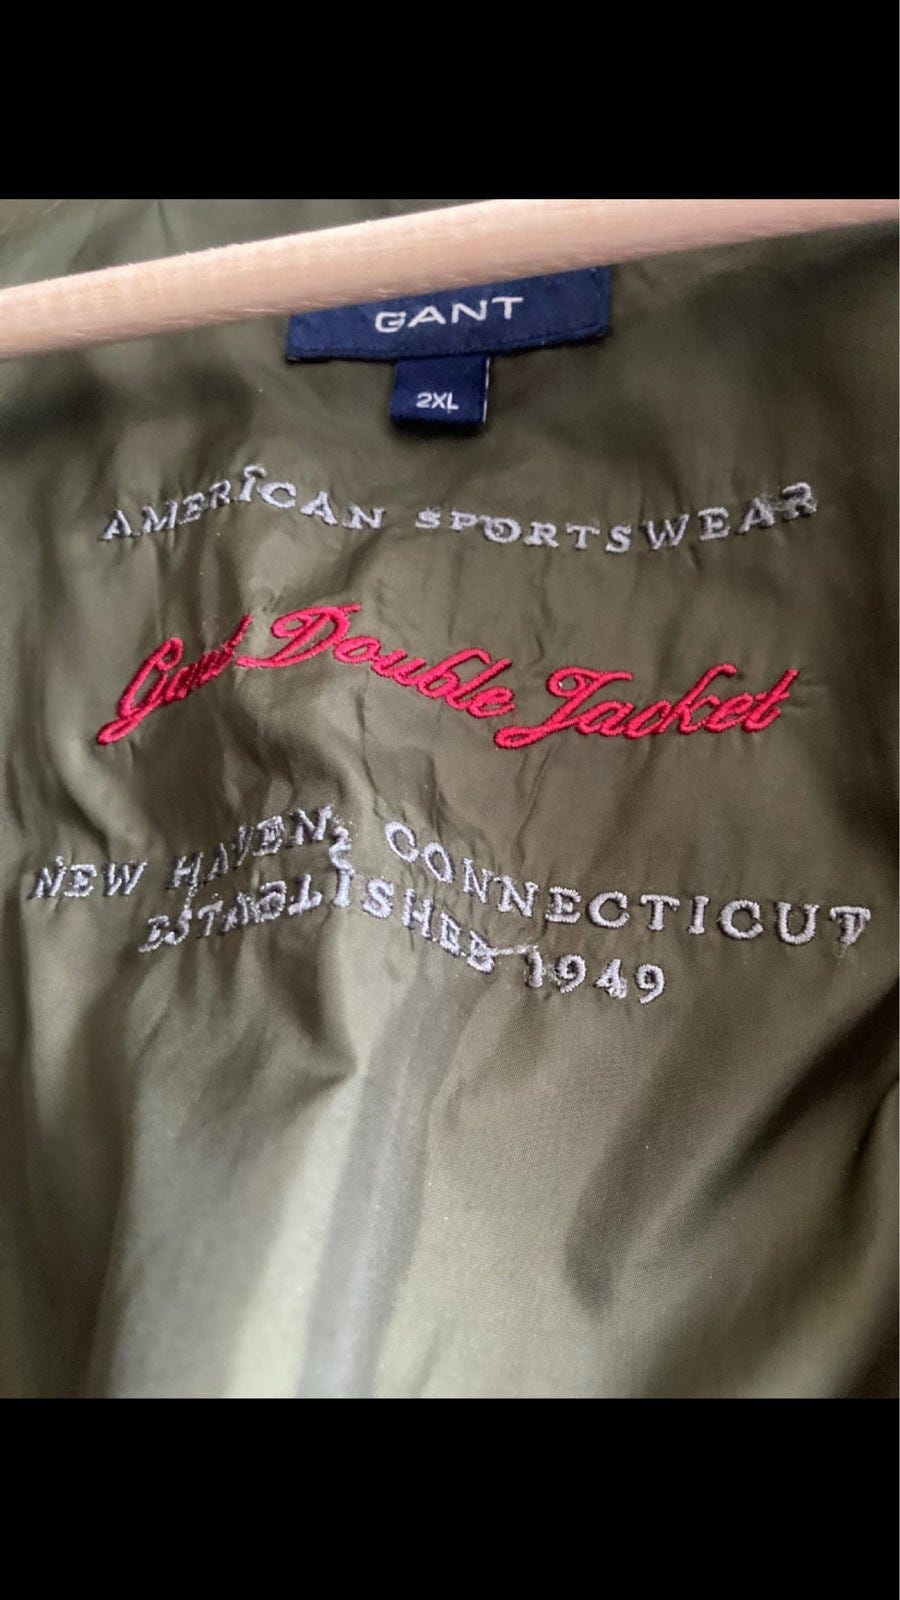 GANT
2XL
AMERICAN SPORTSWEAR
Gant Double Jacket
NEW HAVEN, CONNECTICUT
ESTABLISHED 1949